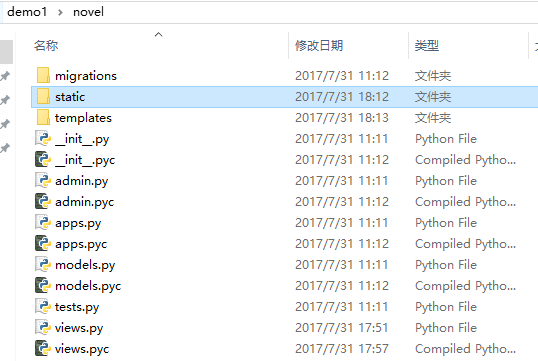 demo1 > novel
名称 修改日期 类型
migrations 2017/7/31 11:12 文件夹
static 2017/7/31 18:12 文件夹
templates 2017/7/31 18:13 文件夹
__init__.py 2017/7/31 11:11 Python File
__init__.pyc 2017/7/31 11:12 Compiled Pytho...
admin.py 2017/7/31 11:11 Python File
admin.pyc 2017/7/31 11:12 Compiled Pytho...
apps.py 2017/7/31 11:11 Python File
apps.pyc 2017/7/31 11:12 Compiled Pytho...
models.py 2017/7/31 11:11 Python File
models.pyc 2017/7/31 11:12 Compiled Pytho...
tests.py 2017/7/31 11:11 Python File
views.py 2017/7/31 17:51 Python File
views.pyc 2017/7/31 17:57 Compiled Pytho...